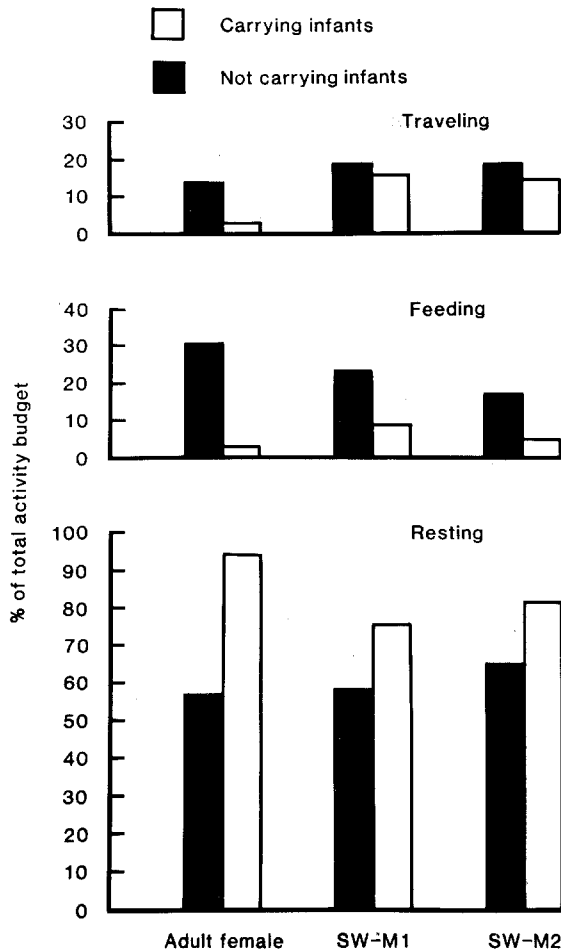 Carrying infants
Not carrying infants
Traveling
30
20
10
0
Feeding
40
30
20
10
0
% of total activity budget
Resting
100
90
80
70
60
50
40
30
20
10
0
Adult female SW-M1 SW-M2